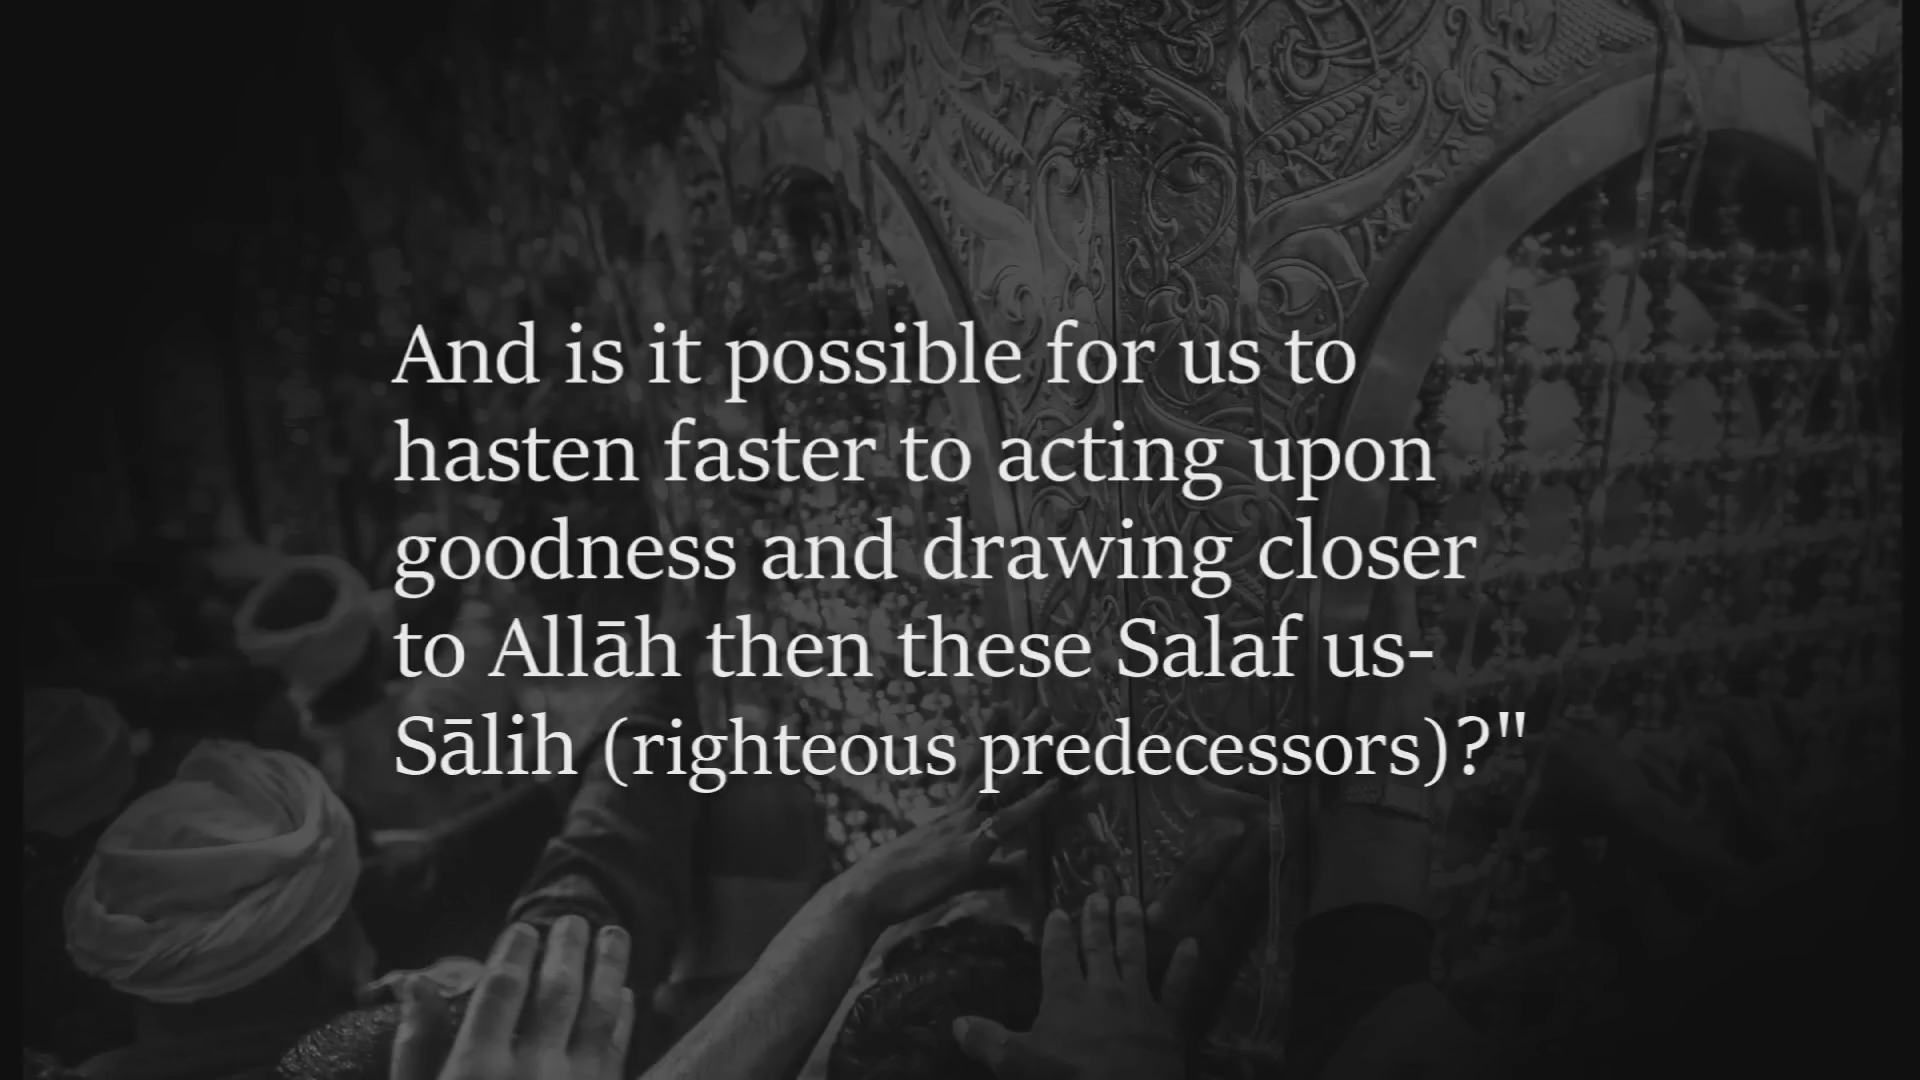 And is it possible for us to
hasten faster to acting upon
goodness and drawing closer
to Allāh then these Salaf us-
Sālih (righteous predecessors)?"